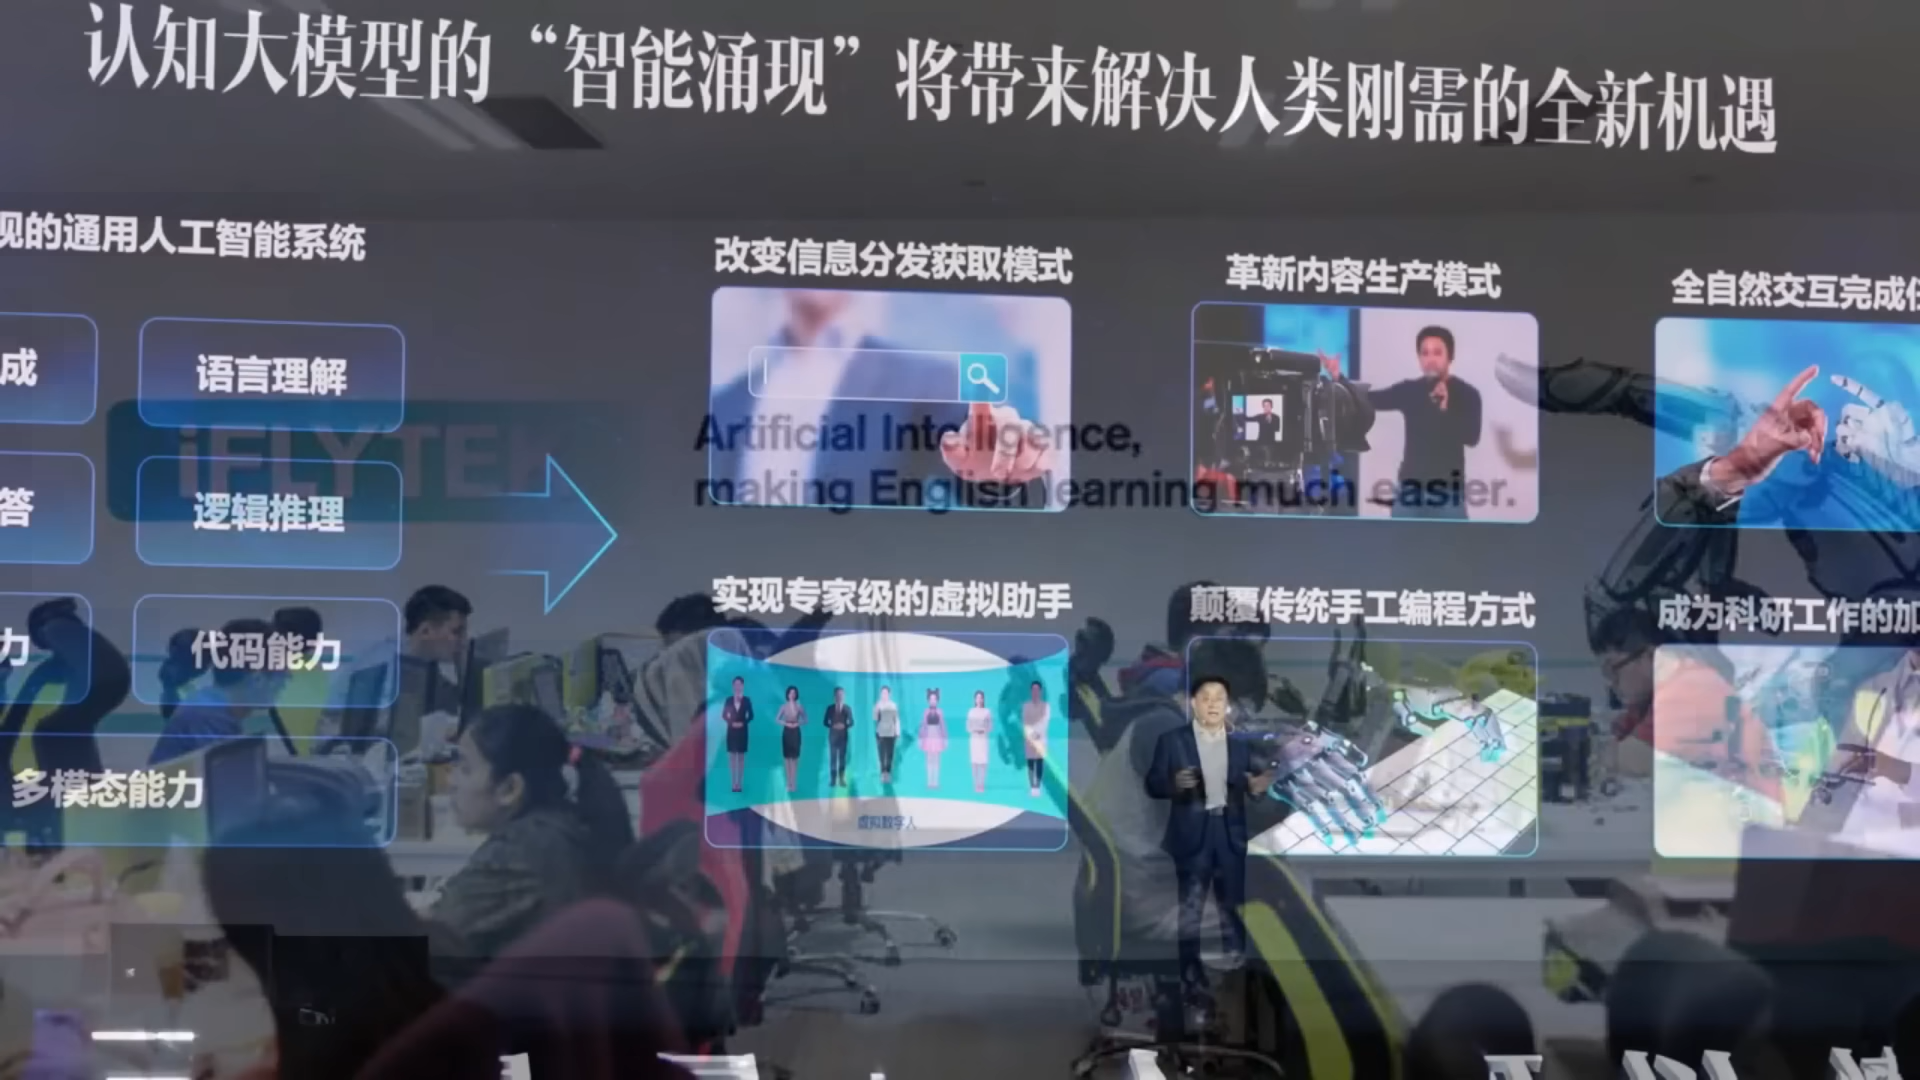 认知大模型的“智能涌现”将带来解决人类刚需的全新机遇
现的通用人工智能系统
改变信息分发获取模式
革新内容生产模式
全自然交互完成任
成
语言理解
iFLYTEK
Artificial Intelligence,
making English learning much easier.
答
逻辑推理
实现专家级的虚拟助手
颠覆传统手工编程方式
成为科研工作的加
力
代码能力
多模态能力
虚拟数字人